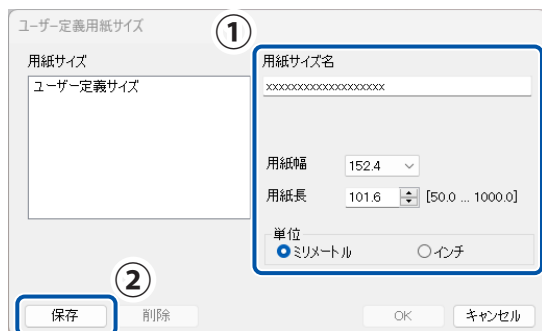 ユーザー定義用紙サイズ
①
用紙サイズ
ユーザー定義サイズ
用紙サイズ名
xxxxxxxxxxxxxxxxxxx
用紙幅 152.4
用紙長 101.6 [50.0 ... 1000.0]
単位
ミリメートル インチ
②
保存 削除 OK キャンセル